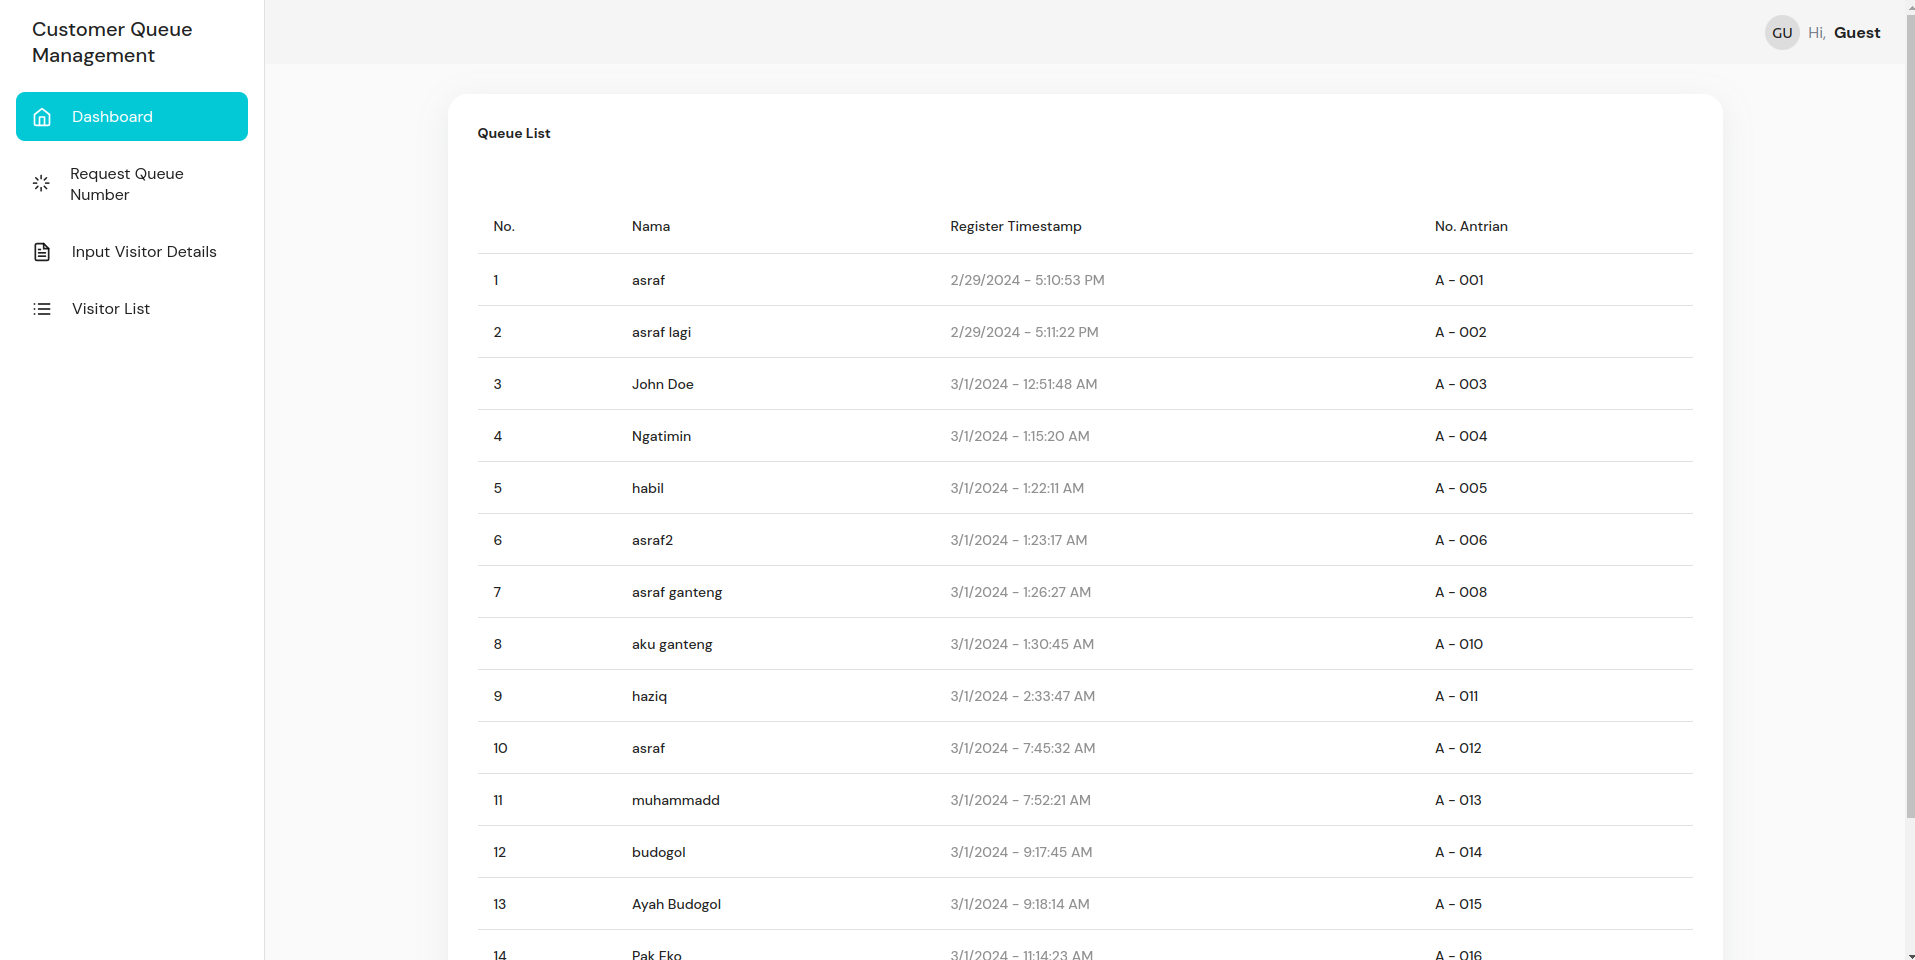 Customer Queue
Management
Dashboard
Request Queue
Number
Input Visitor Details
Visitor List
GU Hi, Guest
Queue List
No. Nama Register Timestamp No. Antrian
1 asraf 2/29/2024 - 5:10:53 PM A - 001
2 asraf lagi 2/29/2024 - 5:11:22 PM A - 002
3 John Doe 3/1/2024 - 12:51:48 AM A - 003
4 Ngatimin 3/1/2024 - 1:15:20 AM A - 004
5 habil 3/1/2024 - 1:22:11 AM A - 005
6 asraf2 3/1/2024 - 1:23:17 AM A - 006
7 asraf ganteng 3/1/2024 - 1:26:27 AM A - 008
8 aku ganteng 3/1/2024 - 1:30:45 AM A - 010
9 haziq 3/1/2024 - 2:33:47 AM A - 011
10 asraf 3/1/2024 - 7:45:32 AM A - 012
11 muhammadd 3/1/2024 - 7:52:21 AM A - 013
12 budogol 3/1/2024 - 9:17:45 AM A - 014
13 Ayah Budogol 3/1/2024 - 9:18:14 AM A - 015
14 Pak Eko 3/1/2024 - 11:14:23 AM A - 016